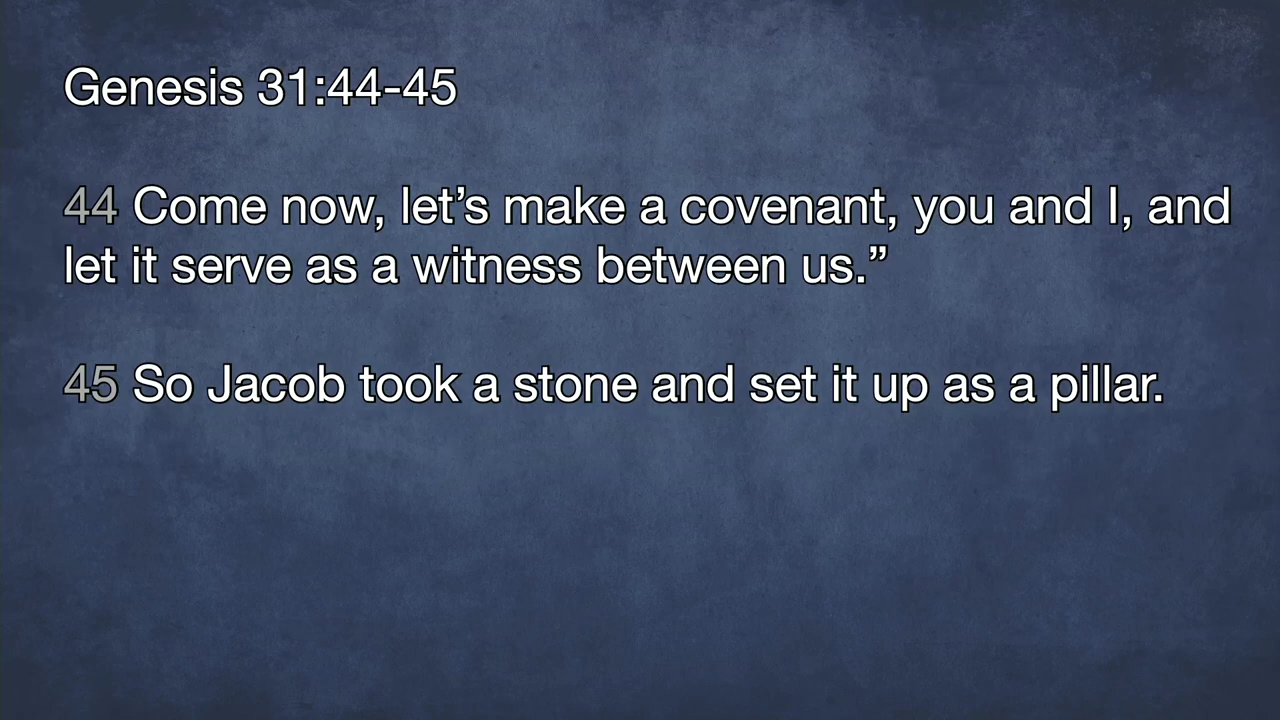 Genesis 31:44-45
44 Come now, let’s make a covenant, you and I, and
let it serve as a witness between us.”
45 So Jacob took a stone and set it up as a pillar.